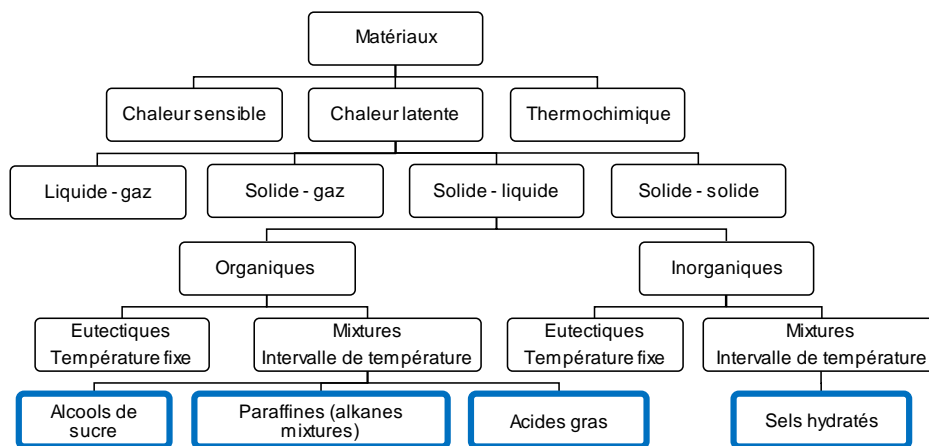 Matériaux
Chaleur sensible
Chaleur latente
Thermochimique
Liquide - gaz
Solide - gaz
Solide - liquide
Solide - solide
Organiques
Inorganiques
Eutectiques
Température fixe
Mixtures
Intervalle de température
Eutectiques
Température fixe
Mixtures
Intervalle de température
Alcools de
sucre
Paraffines (alkanes
mixtures)
Acides gras
Sels hydratés